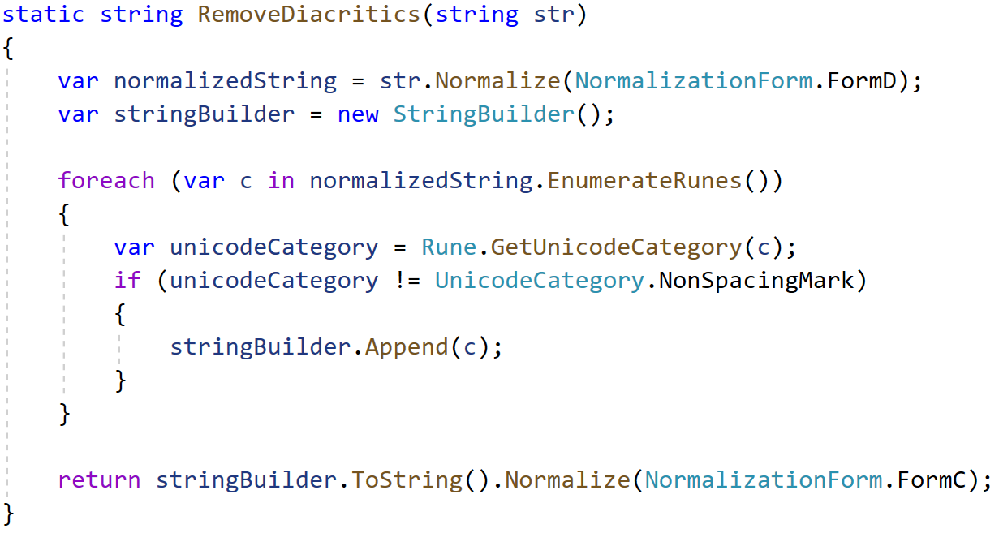 static string RemoveDiacritics(string str)
{
    var normalizedString = str.Normalize(NormalizationForm.FormD);
    var stringBuilder = new StringBuilder();

    foreach (var c in normalizedString.EnumerateRunes())
    {
        var unicodeCategory = Rune.GetUnicodeCategory(c);
        if (unicodeCategory != UnicodeCategory.NonSpacingMark)
        {
            stringBuilder.Append(c);
        }
    }

    return stringBuilder.ToString().Normalize(NormalizationForm.FormC);
}